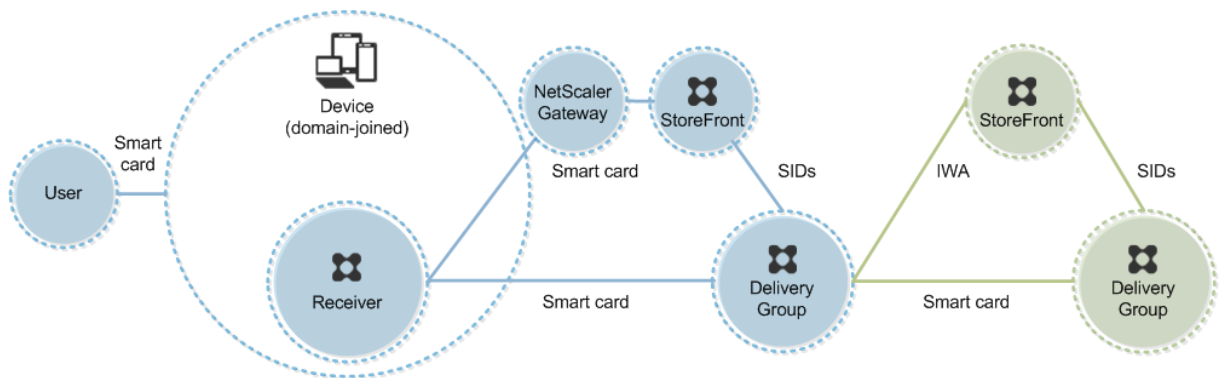 Device
(domain-joined)
NetScaler
Gateway
StoreFront
StoreFront
Smart
card
User
Smart card
SIDs
IWA
SIDs
Receiver
Smart card
Delivery
Group
Smart card
Delivery
Group